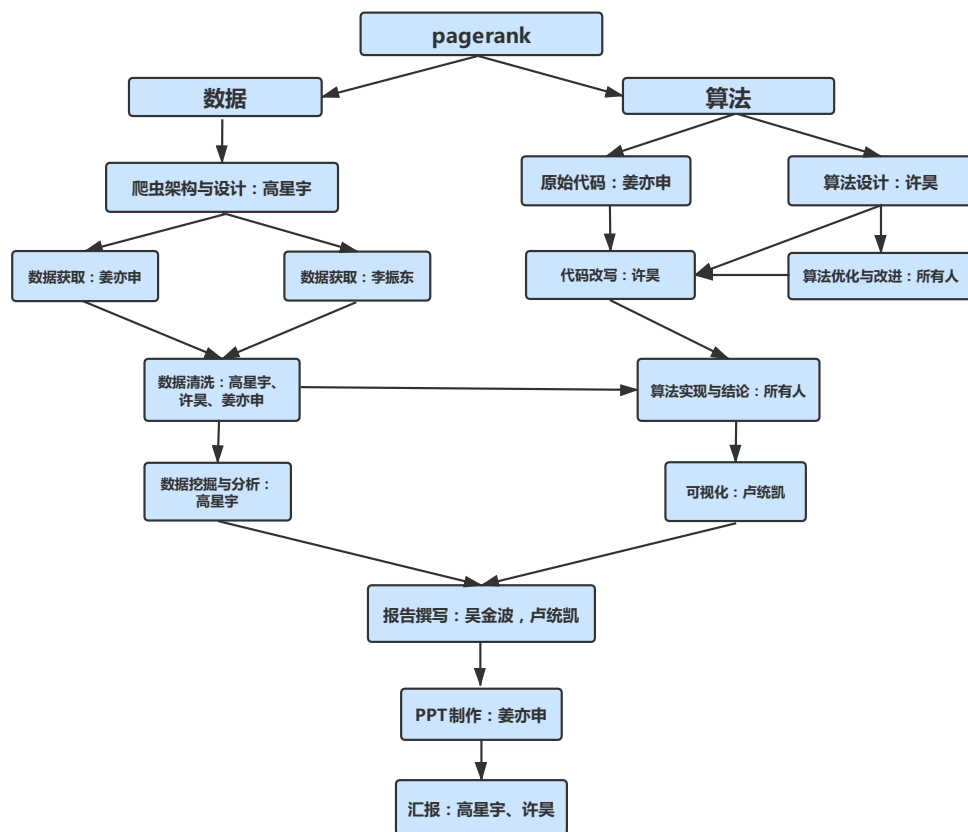 pagerank
数据
算法
爬虫架构与设计：高星宇
原始代码：姜亦申
算法设计：许昊
数据获取：姜亦申
数据获取：李振东
代码改写：许昊
算法优化与改进：所有人
数据清洗：高星宇、
许昊、姜亦申
算法实现与结论：所有人
数据挖掘与分析：
高星宇
可视化：卢统凯
报告撰写：吴金波，卢统凯
PPT制作：姜亦申
汇报：高星宇、许昊